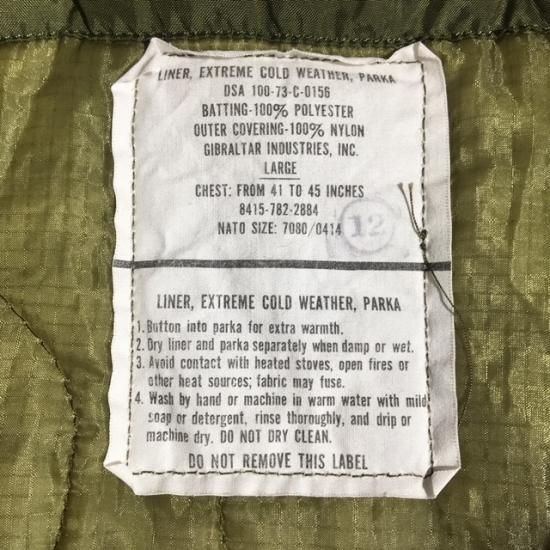 LINER, EXTREME COLD WEATHER, PARKA
DSA 100-73-C-0156
BATTING-100% POLYESTER
OUTER COVERING-100% NYLON
GIBRALTAR INDUSTRIES, INC.
LARGE
CHEST: FROM 41 TO 45 INCHES
8415-782-2884
NATO SIZE: 7080/0414
12
LINER, EXTREME COLD WEATHER, PARKA
1. Button into parka for extra warmth.
2. Dry liner and parka separately when damp or wet.
3. Avoid contact with heated stoves, open fires or
other heat sources; fabric may fuse.
4. Wash by hand or machine in warm water with mild
soap or detergent, rinse thoroughly, and drip or
machine dry. DO NOT DRY CLEAN.
DO NOT REMOVE THIS LABEL